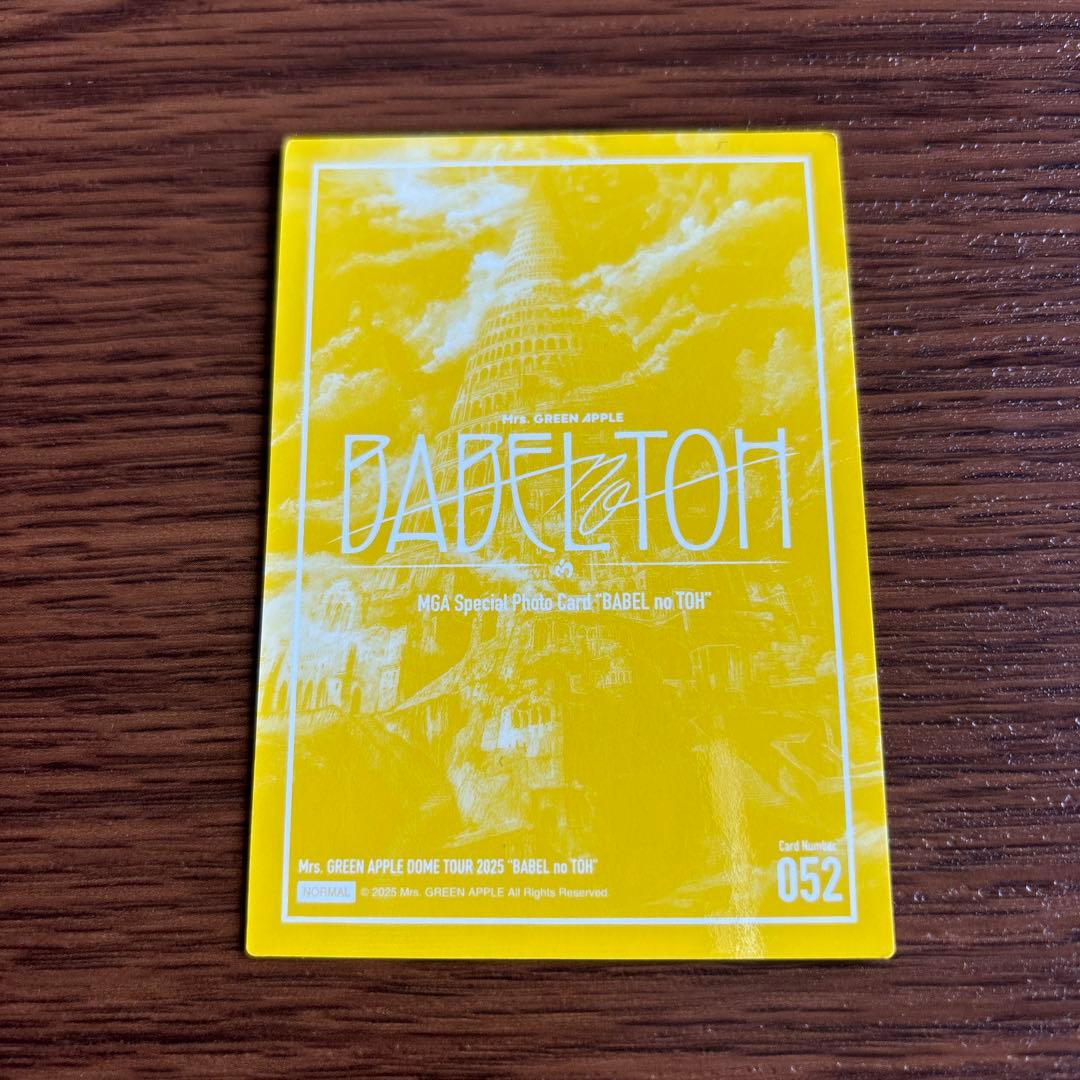 Mrs. GREEN APPLE
BABEL no TOH
MGA Special Photo Card "BABEL no TOH"
Mrs. GREEN APPLE DOME TOUR 2025 "BABEL no TOH"
NORMAL © 2025 Mrs. GREEN APPLE All Rights Reserved
Card Number
052